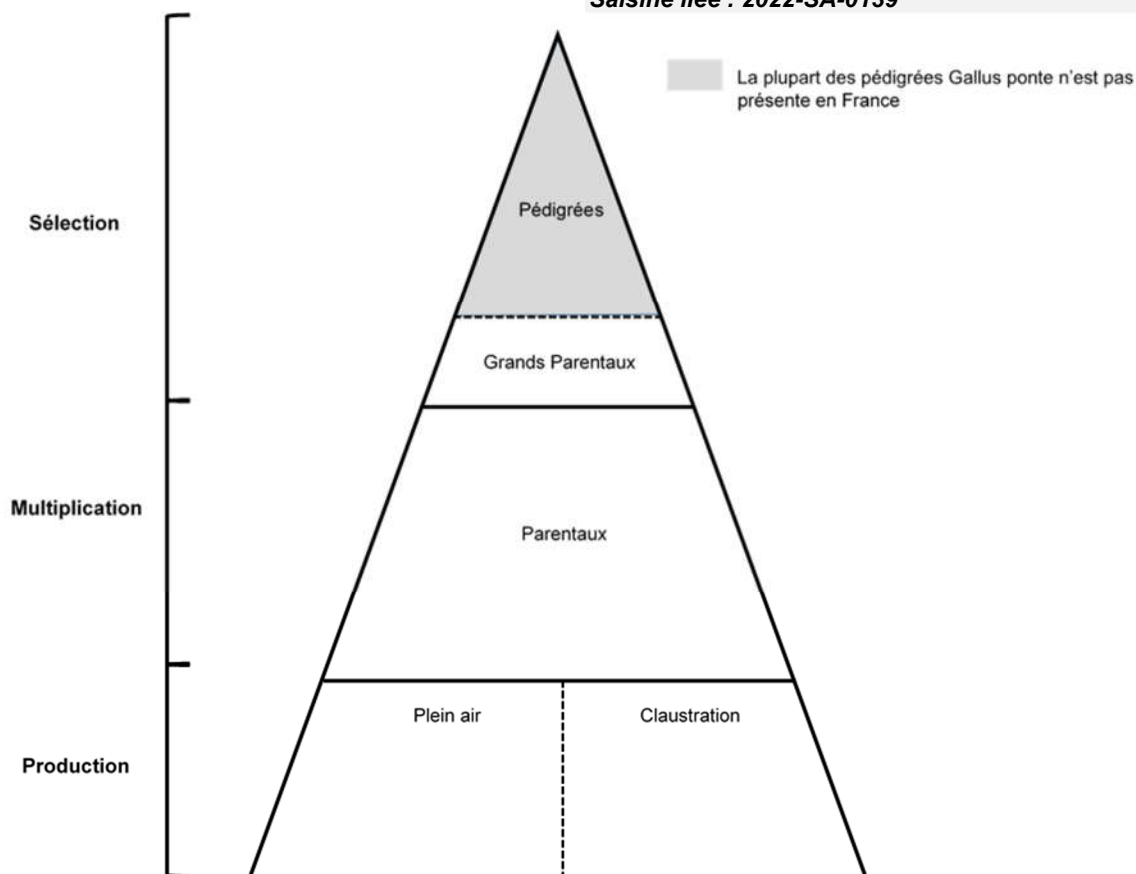 Saisine liée : 2022-SA-0159
La plupart des pédigrées Gallus ponte n'est pas
présente en France
Sélection
Pédigrées
Grands Parentaux
Multiplication
Parentaux
Plein air
Claustration
Production